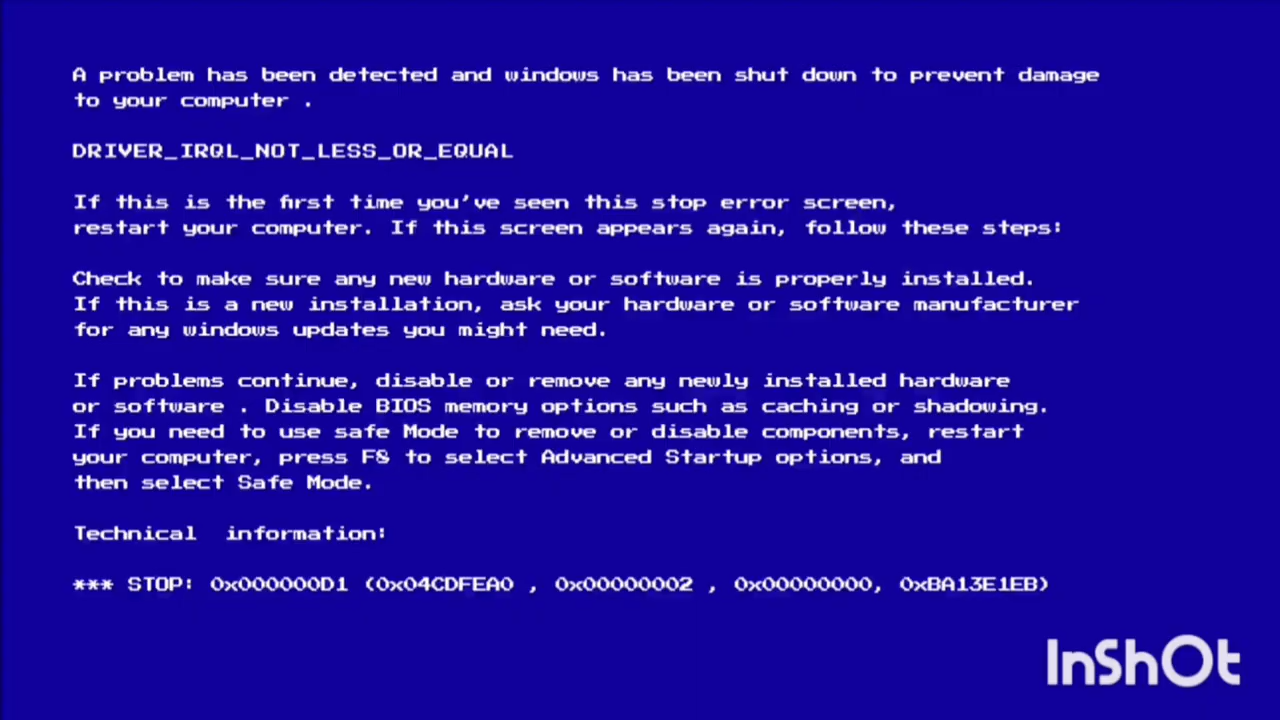 A problem has been detected and windows has been shut down to prevent damage
to your computer .
DRIVER_IRQL_NOT_LESS_OR_EQUAL
If this is the first time you've seen this stop error screen,
restart your computer. If this screen appears again, follow these steps:
Check to make sure any new hardware or software is properly installed.
If this is a new installation, ask your hardware or software manufacturer
for any windows updates you might need.
If problems continue, disable or remove any newly installed hardware
or software . Disable BIOS memory options such as caching or shadowing.
If you need to use safe Mode to remove or disable components, restart
your computer, press F& to select Advanced Startup options, and
then select Safe Mode.
Technical information:
*** STOP: 0x000000D1 (0x04CDFEA0 , 0x00000002 , 0x00000000, 0xBA13E1EB)
InShOt